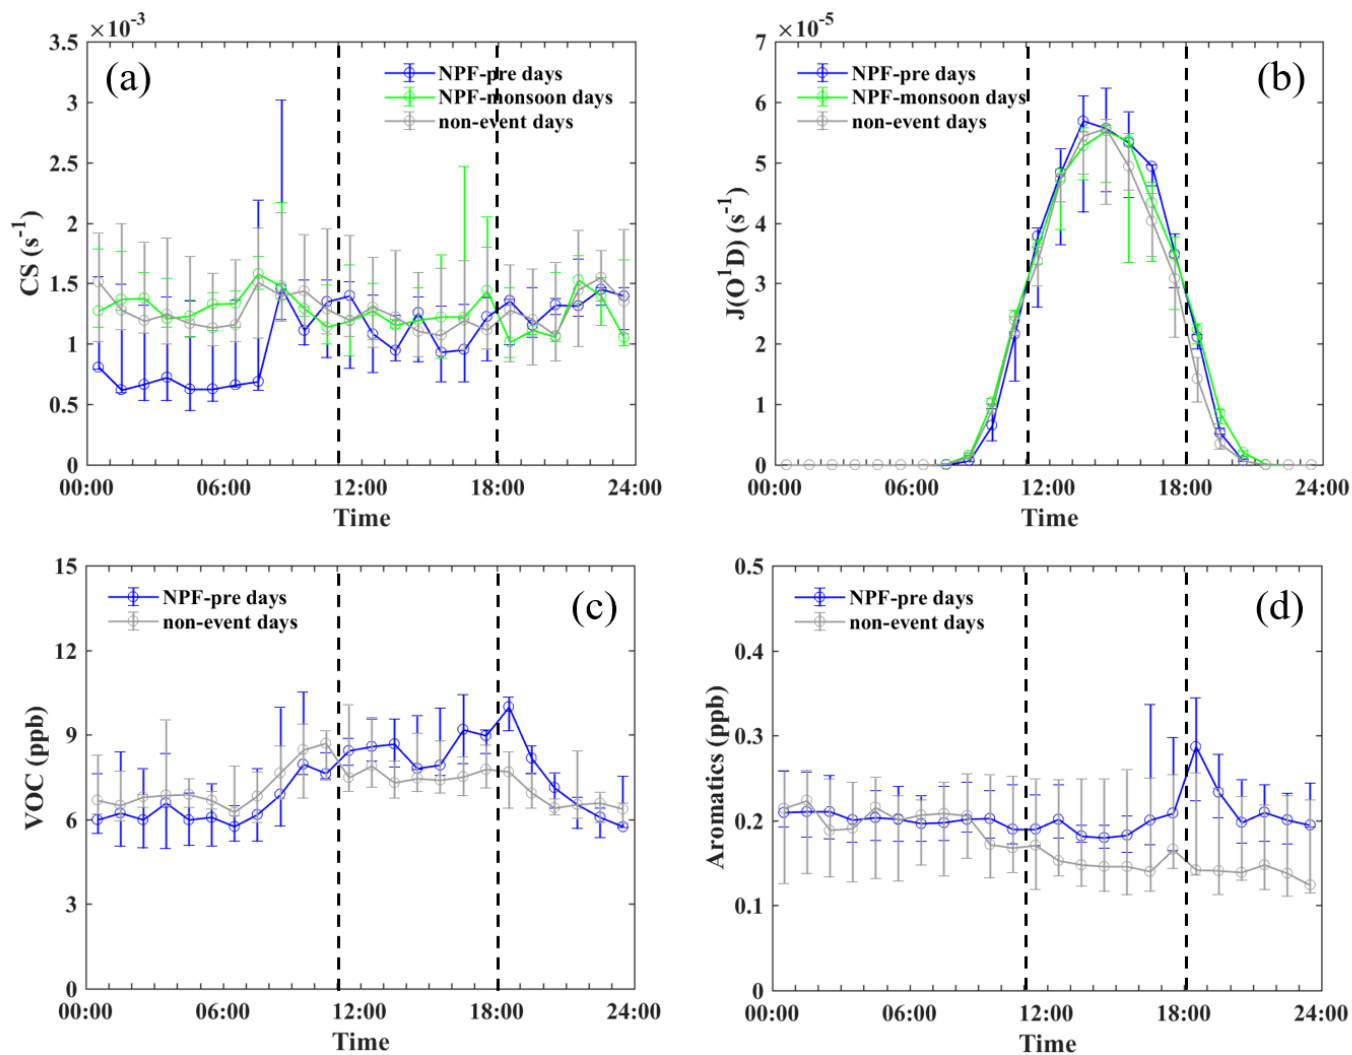 ×10⁻³
(a)
NPF-pre days
NPF-monsoon days
non-event days
CS (s⁻¹)
3.5
3
2.5
2
1.5
1
0.5
0
00:00 06:00 12:00 18:00 24:00
Time
×10⁻⁵
(b)
NPF-pre days
NPF-monsoon days
non-event days
J(O¹D) (s⁻¹)
7
6
5
4
3
2
1
0
00:00 06:00 12:00 18:00 24:00
Time
(c)
NPF-pre days
non-event days
VOC (ppb)
15
12
9
6
3
0
00:00 06:00 12:00 18:00 24:00
Time
(d)
NPF-pre days
non-event days
Aromatics (ppb)
0.5
0.4
0.3
0.2
0.1
0
00:00 06:00 12:00 18:00 24:00
Time